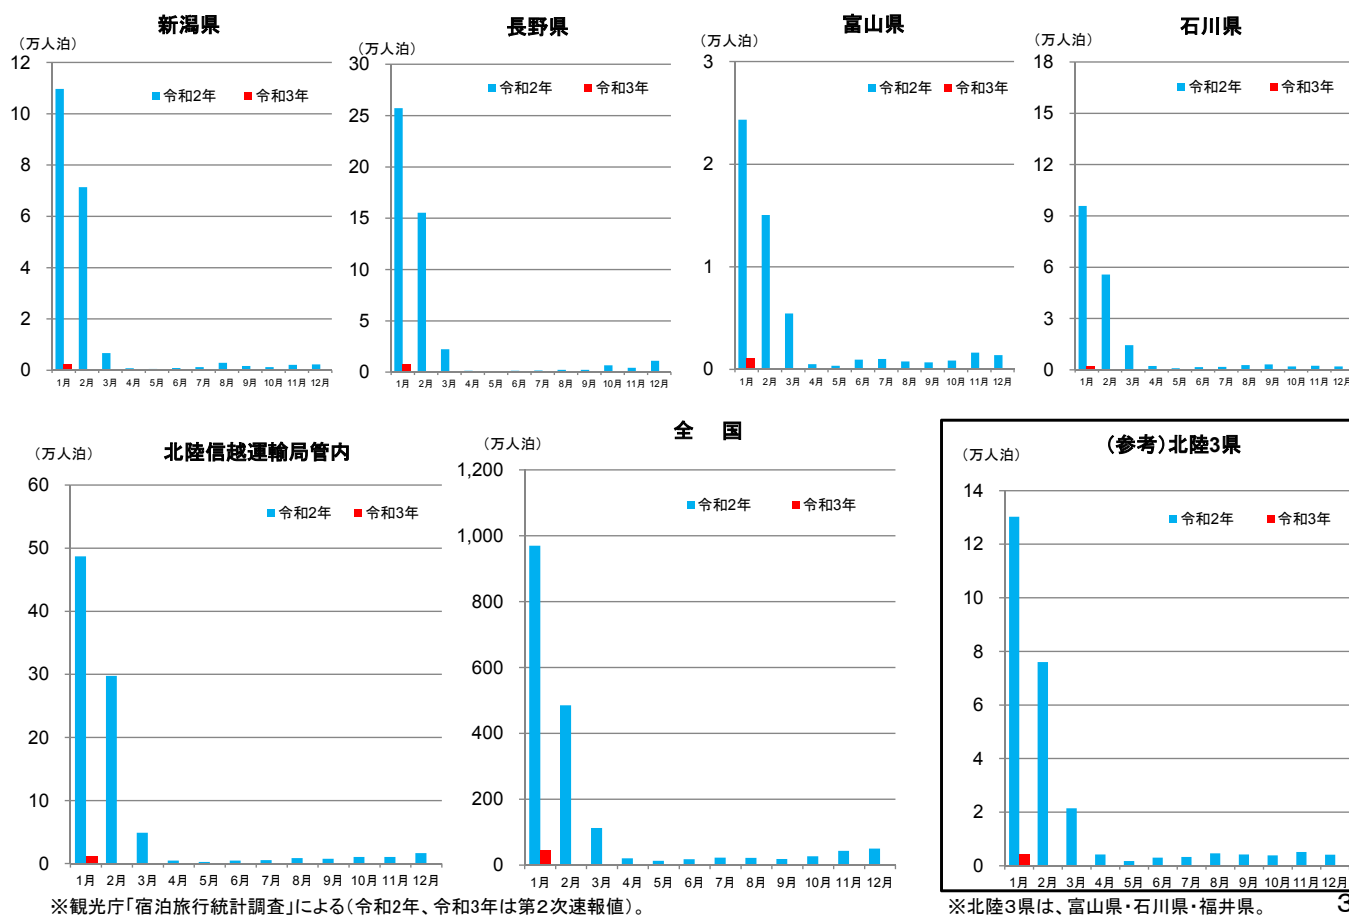 新潟県
（万人泊）
12
10
8
6
4
2
0
令和2年 令和3年
1月 2月 3月 4月 5月 6月 7月 8月 9月 10月 11月 12月
長野県
（万人泊）
30
25
20
15
10
5
0
令和2年 令和3年
1月 2月 3月 4月 5月 6月 7月 8月 9月 10月 11月 12月
富山県
（万人泊）
3
2
1
0
令和2年 令和3年
1月 2月 3月 4月 5月 6月 7月 8月 9月 10月 11月 12月
石川県
（万人泊）
18
15
12
9
6
3
0
令和2年 令和3年
1月 2月 3月 4月 5月 6月 7月 8月 9月 10月 11月 12月
北陸信越運輸局管内
（万人泊）
60
50
40
30
20
10
0
令和2年 令和3年
1月 2月 3月 4月 5月 6月 7月 8月 9月 10月 11月 12月
全 国
（万人泊）
1,200
1,000
800
600
400
200
0
令和2年 令和3年
1月 2月 3月 4月 5月 6月 7月 8月 9月 10月 11月 12月
（参考）北陸3県
（万人泊）
14
12
10
8
6
4
2
0
令和2年 令和3年
1月 2月 3月 4月 5月 6月 7月 8月 9月 10月 11月 12月
※観光庁「宿泊旅行統計調査」による（令和2年、令和3年は第２次速報値）。
※北陸３県は、富山県・石川県・福井県。
3